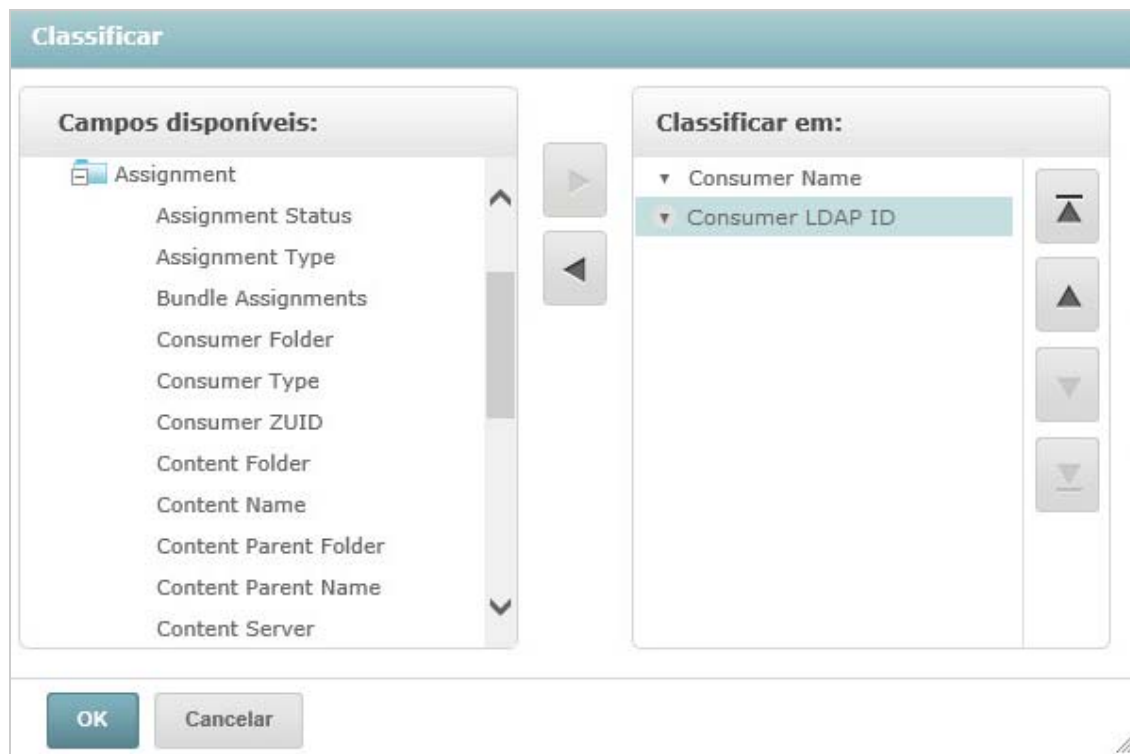 Classificar
Campos disponíveis:
Assignment
Assignment Status
Assignment Type
Bundle Assignments
Consumer Folder
Consumer Type
Consumer ZUID
Content Folder
Content Name
Content Parent Folder
Content Parent Name
Content Server
Classificar em:
Consumer Name
Consumer LDAP ID
OK
Cancelar